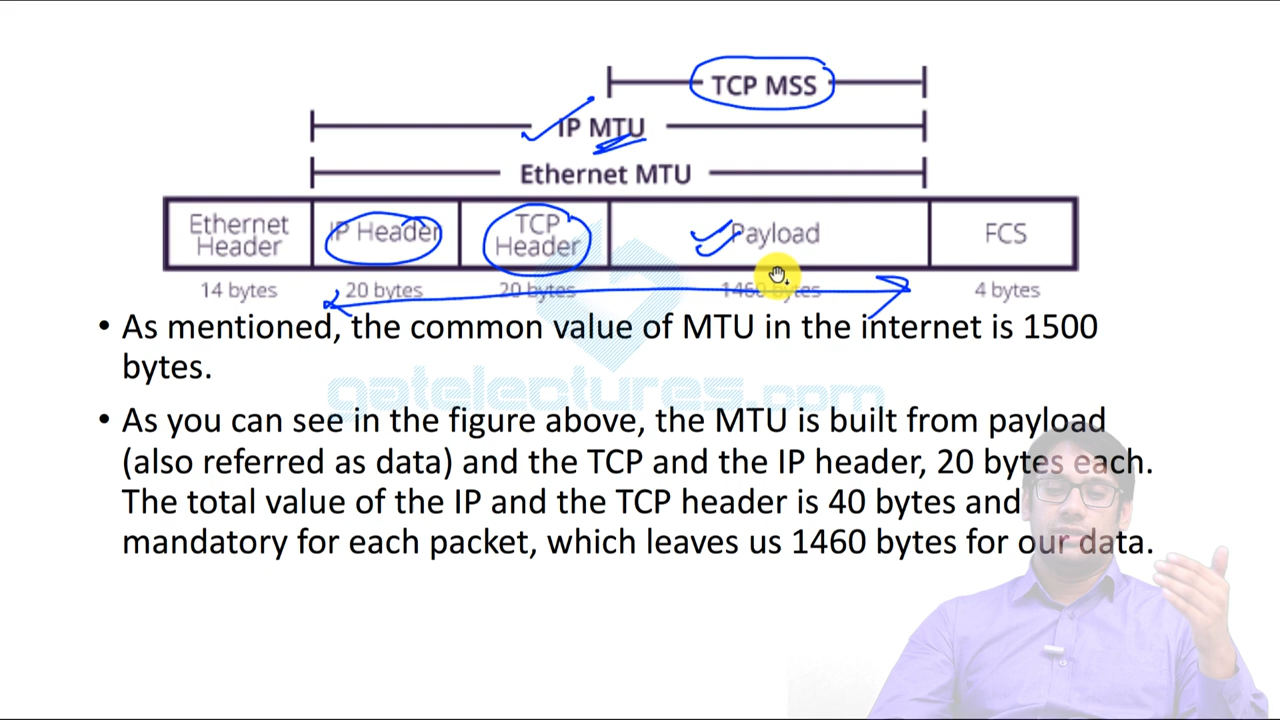 TCP MSS
IP MTU
Ethernet MTU
Ethernet Header
IP Header
TCP Header
Payload
FCS
14 bytes
20 bytes
20 bytes
1460 bytes
4 bytes
• As mentioned, the common value of MTU in the internet is 1500
bytes.
gatelectures.com
• As you can see in the figure above, the MTU is built from payload
(also referred as data) and the TCP and the IP header, 20 bytes each.
The total value of the IP and the TCP header is 40 bytes and
mandatory for each packet, which leaves us 1460 bytes for our data.